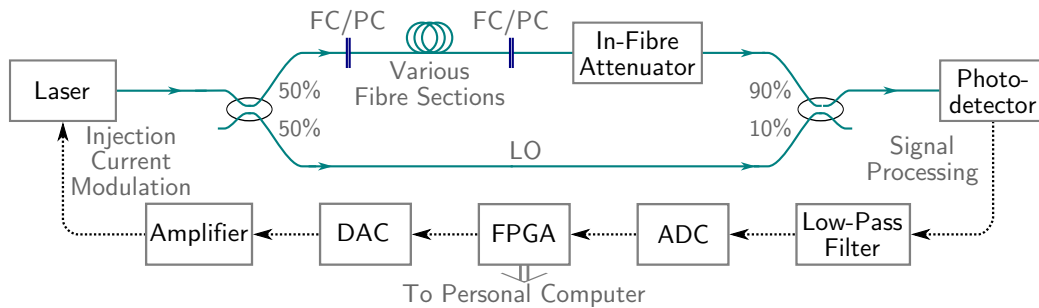 FC/PC
FC/PC
In-Fibre
Attenuator
Various
Fibre Sections
Laser
50%
50%
90%
10%
Photo-
detector
Injection
Current
Modulation
LO
Signal
Processing
Amplifier
DAC
FPGA
ADC
Low-Pass
Filter
To Personal Computer